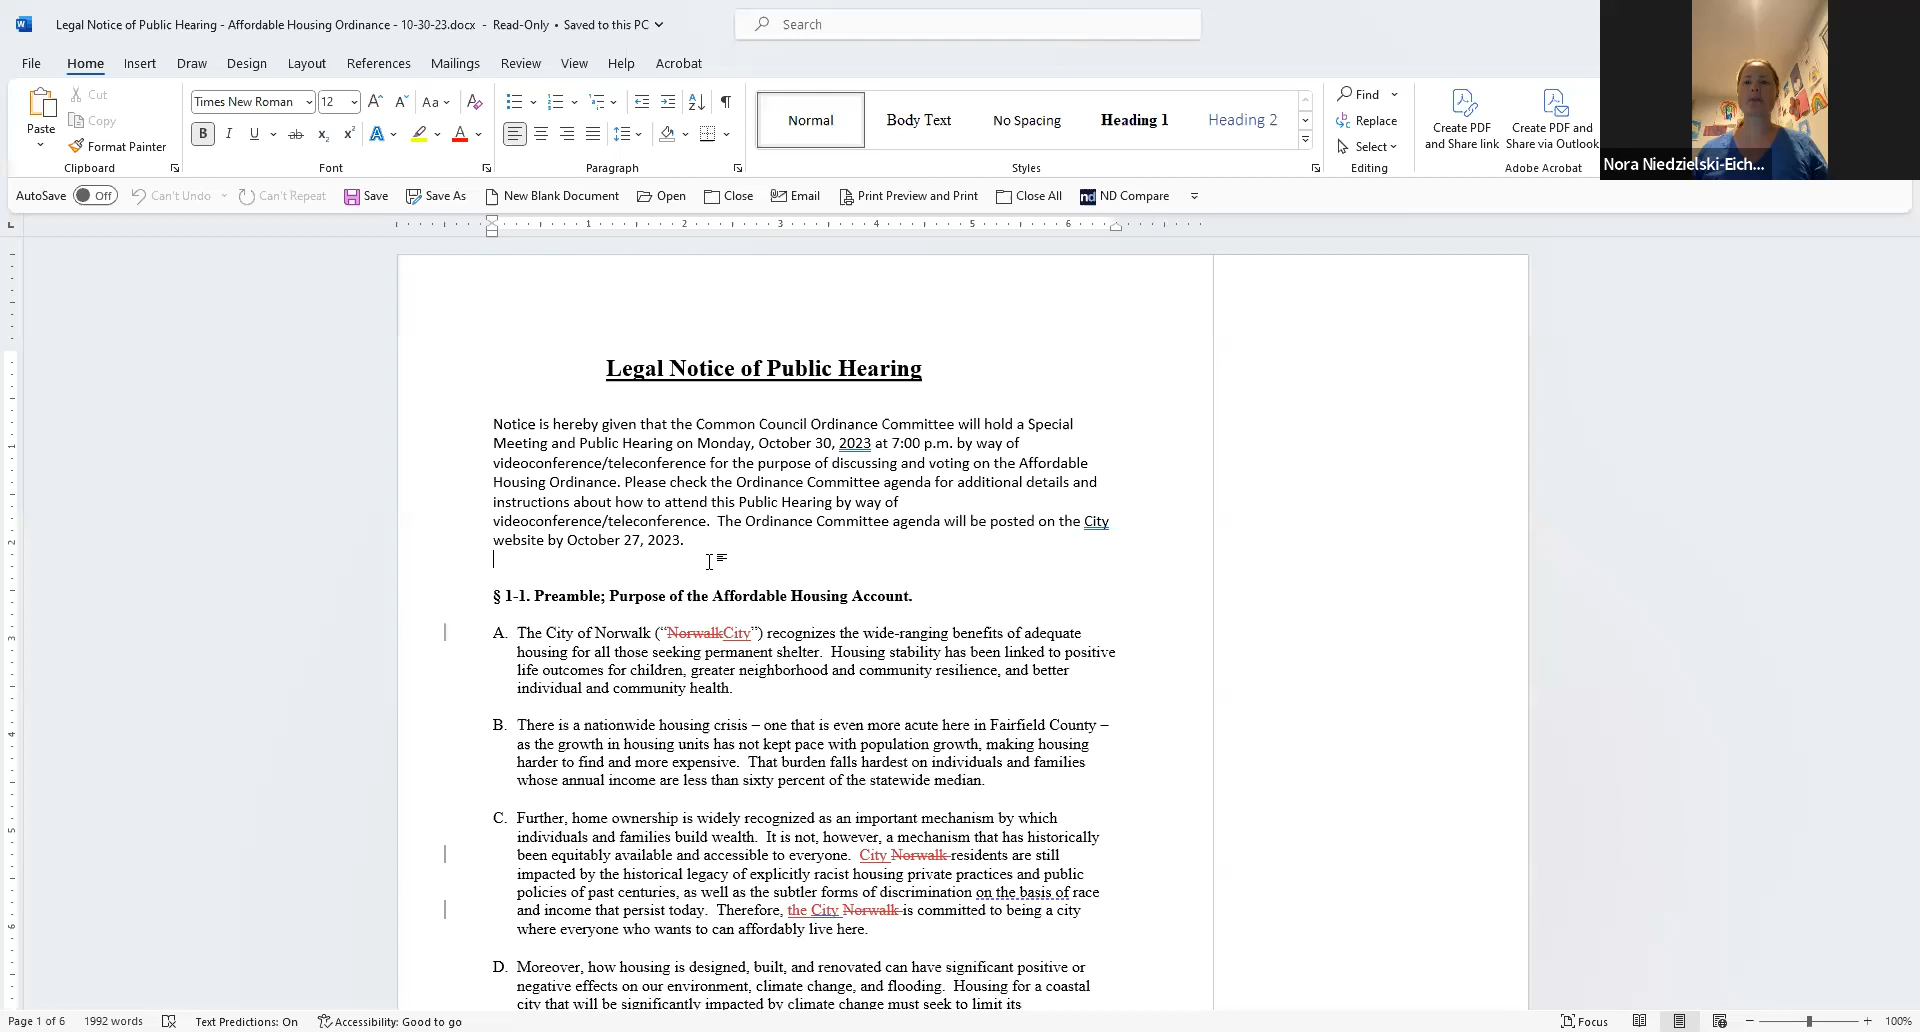 Legal Notice of Public Hearing - Affordable Housing Ordinance - 10-30-23.docx - Read-Only • Saved to this PC
Search
File Home Insert Draw Design Layout References Mailings Review View Help Acrobat
Paste
Cut
Copy
Format Painter
Clipboard
Times New Roman 12
Font
Paragraph
Normal Body Text No Spacing Heading 1 Heading 2
Styles
Find
Replace
Select
Editing
Create PDF and Share link
Create PDF and Share via Outlook
Adobe Acrobat
Nora Niedzielski-Eich...
AutoSave Off Can't Undo Can't Repeat Save Save As New Blank Document Open Close Email Print Preview and Print Close All nd ND Compare
1 2 3 4 5 6
Legal Notice of Public Hearing
Notice is hereby given that the Common Council Ordinance Committee will hold a Special
Meeting and Public Hearing on Monday, October 30, 2023 at 7:00 p.m. by way of
videoconference/teleconference for the purpose of discussing and voting on the Affordable
Housing Ordinance. Please check the Ordinance Committee agenda for additional details and
instructions about how to attend this Public Hearing by way of
videoconference/teleconference. The Ordinance Committee agenda will be posted on the City
website by October 27, 2023.
§ 1-1. Preamble; Purpose of the Affordable Housing Account.
A. The City of Norwalk (“NorwalkCity”) recognizes the wide-ranging benefits of adequate
housing for all those seeking permanent shelter. Housing stability has been linked to positive
life outcomes for children, greater neighborhood and community resilience, and better
individual and community health.
B. There is a nationwide housing crisis – one that is even more acute here in Fairfield County –
as the growth in housing units has not kept pace with population growth, making housing
harder to find and more expensive. That burden falls hardest on individuals and families
whose annual income are less than sixty percent of the statewide median.
C. Further, home ownership is widely recognized as an important mechanism by which
individuals and families build wealth. It is not, however, a mechanism that has historically
been equitably available and accessible to everyone. City Norwalk residents are still
impacted by the historical legacy of explicitly racist housing private practices and public
policies of past centuries, as well as the subtler forms of discrimination on the basis of race
and income that persist today. Therefore, the City Norwalk is committed to being a city
where everyone who wants to can affordably live here.
D. Moreover, how housing is designed, built, and renovated can have significant positive or
negative effects on our environment, climate change, and flooding. Housing for a coastal
city that will be significantly impacted by climate change must seek to limit its
Page 1 of 6 1992 words Text Predictions: On Accessibility: Good to go Focus 100%